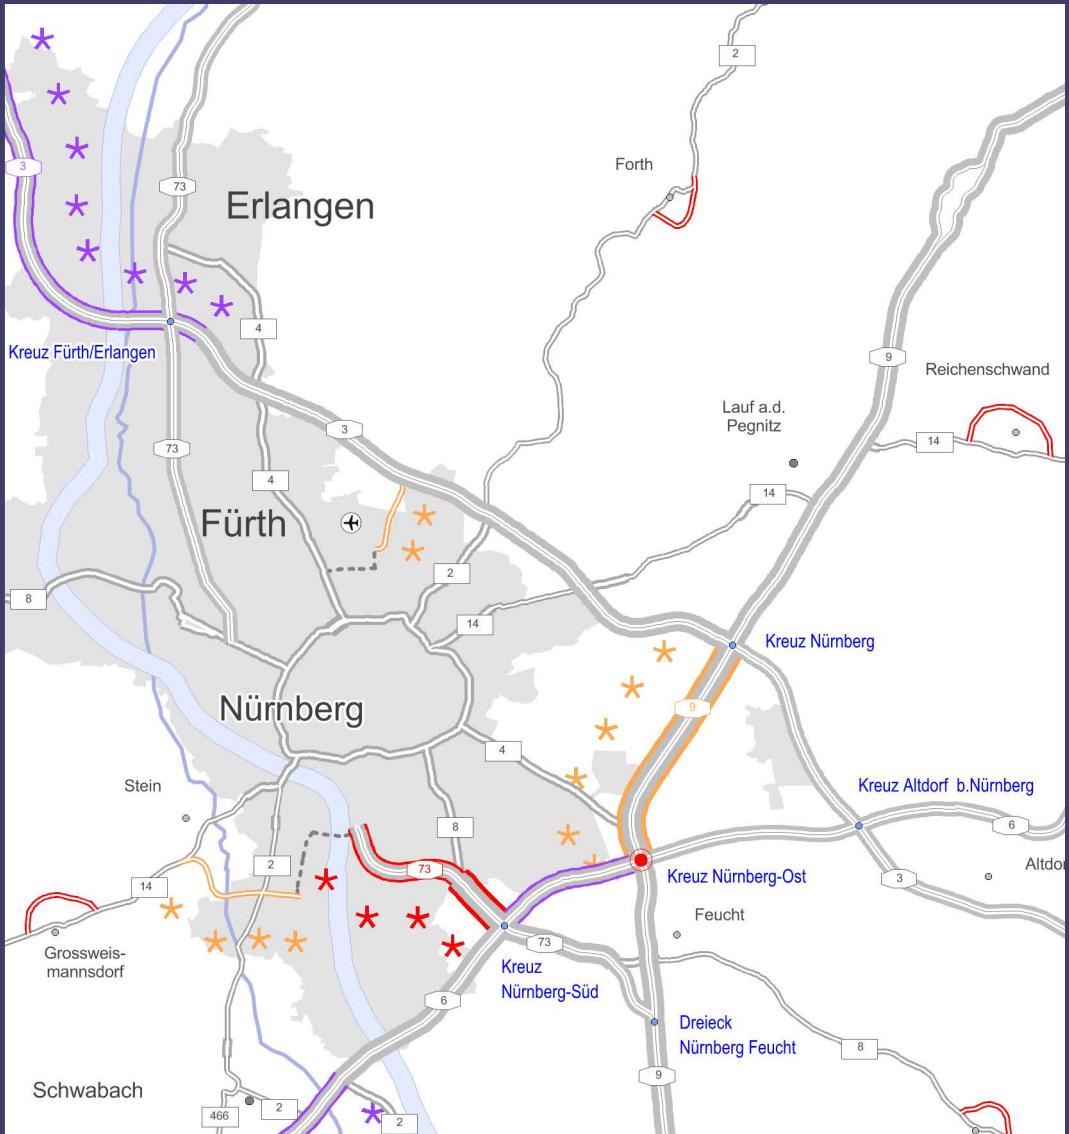 2
Forth
3
73
Erlangen
4
Kreuz Fürth/Erlangen
9
Reichenschwand
3
Lauf a.d.
Pegnitz
73
14
4
14
Fürth
2
8
14
Kreuz Nürnberg
Nürnberg
9
4
Stein
Kreuz Altdorf b.Nürnberg
8
6
2
73
Kreuz Nürnberg-Ost
3
14
Feucht
73
Grossweis-
mannsdorf
Kreuz
Nürnberg-Süd
6
Dreieck
Nürnberg Feucht
8
9
Schwabach
2
466
2